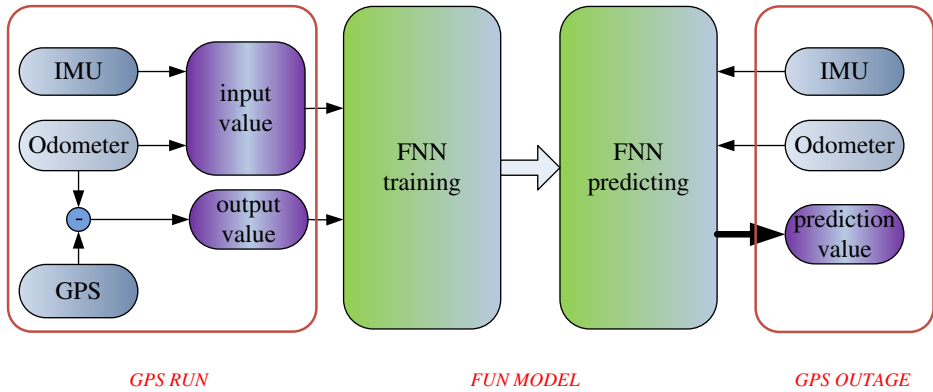 IMU
Odometer
-
GPS
input
value
output
value
FNN
training
FNN
predicting
IMU
Odometer
prediction
value
GPS RUN
FUN MODEL
GPS OUTAGE